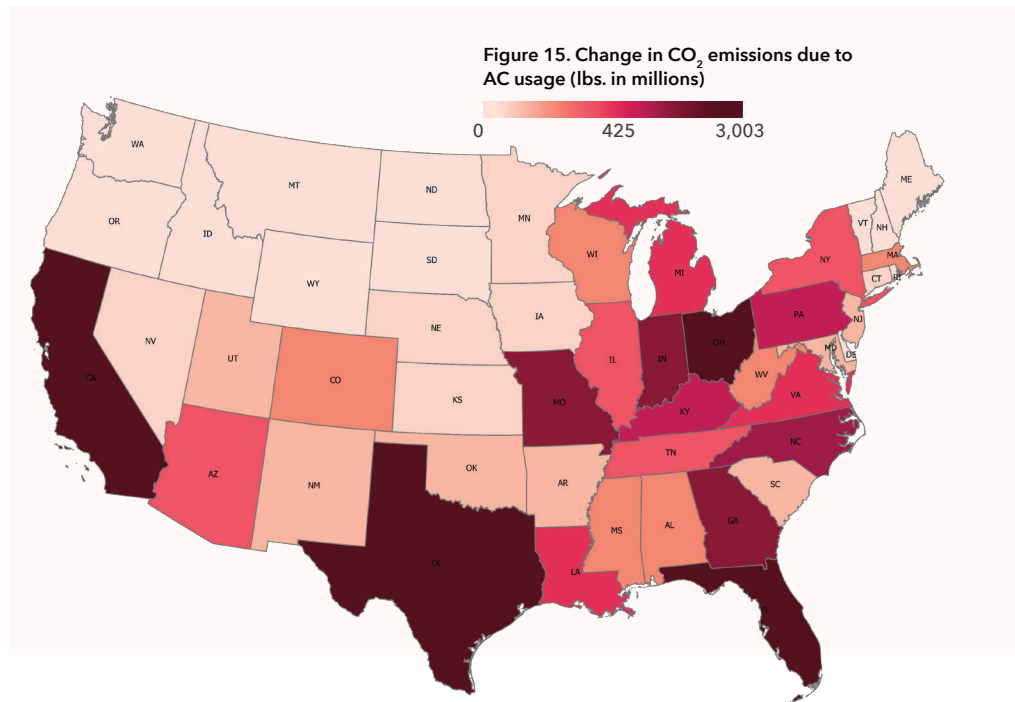 Figure 15. Change in CO₂ emissions due to
AC usage (lbs. in millions)
0 425 3,003
WA
MT
ND
MN
ME
OR
ID
SD
WI
VT
NH
NY
MA
WY
MI
CT
RI
NE
IA
PA
NJ
NV
UT
IL
IN
OH
MD
DE
CA
CO
KS
MO
WV
KY
VA
AZ
NM
OK
AR
TN
NC
SC
MS
AL
GA
TX
LA
FL